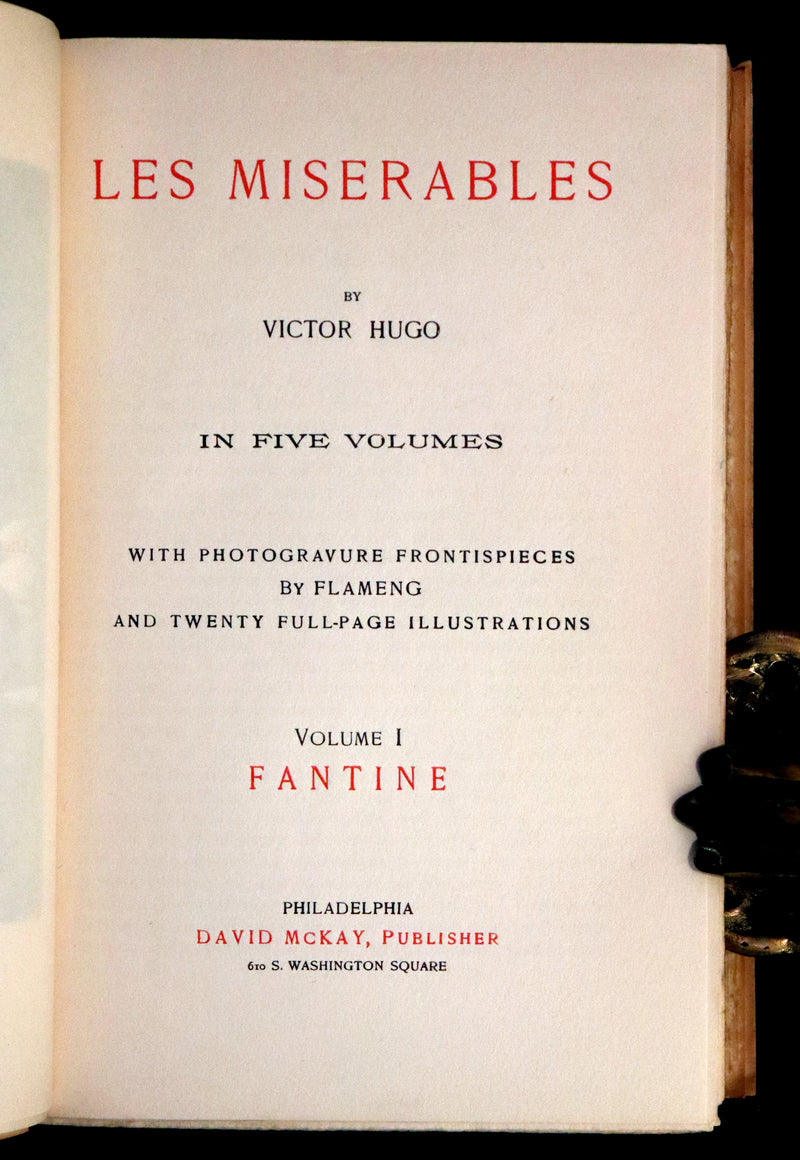 LES MISERABLES
BY
VICTOR HUGO
IN FIVE VOLUMES
WITH PHOTOGRAVURE FRONTISPIECES
BY FLAMENG
AND TWENTY FULL-PAGE ILLUSTRATIONS
VOLUME I
FANTINE
PHILADELPHIA
DAVID McKAY, PUBLISHER
610 S. WASHINGTON SQUARE